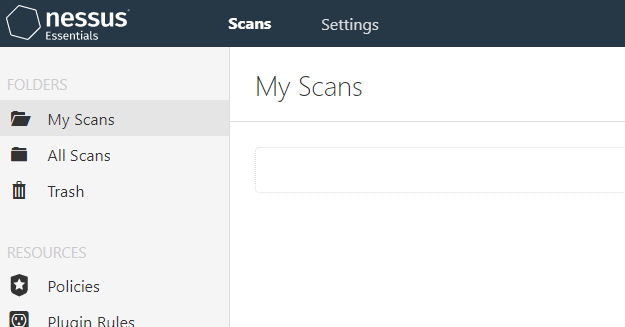 nessus
Essentials
Scans
Settings
FOLDERS
My Scans
All Scans
Trash
RESOURCES
Policies
Plugin Rules
My Scans